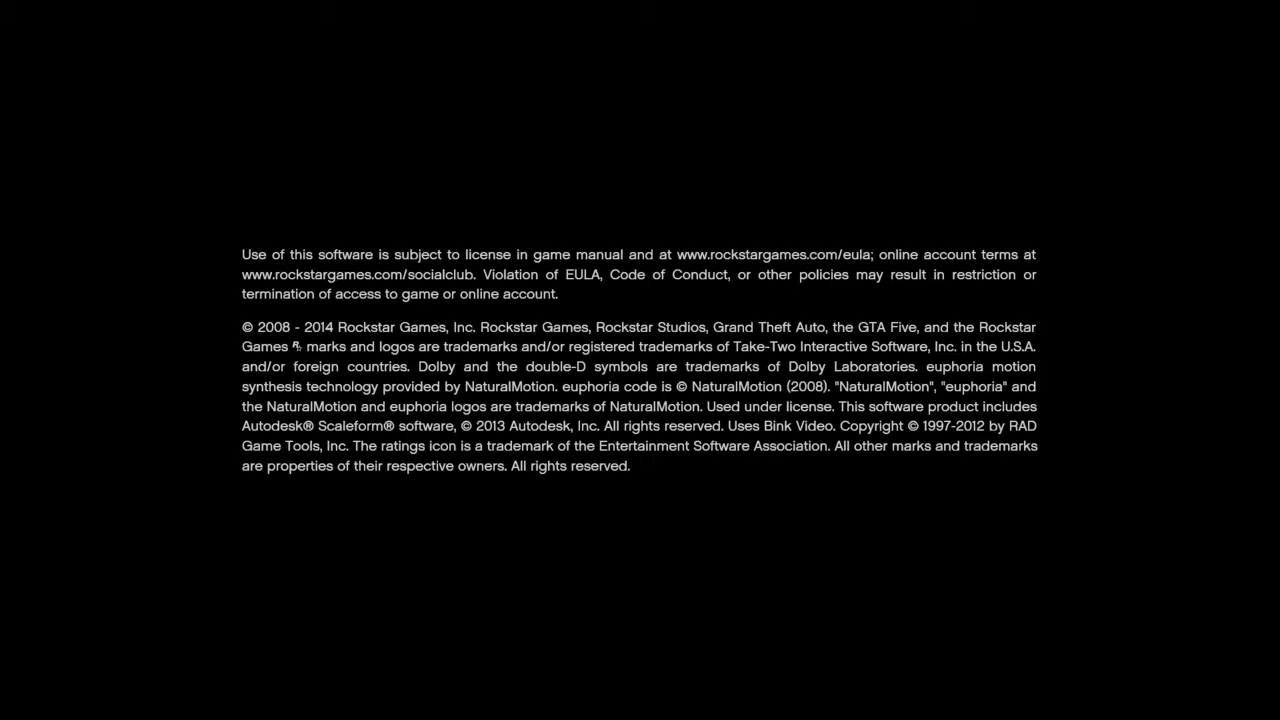 Use of this software is subject to license in game manual and at www.rockstargames.com/eula; online account terms at
www.rockstargames.com/socialclub. Violation of EULA, Code of Conduct, or other policies may result in restriction or
termination of access to game or online account.
© 2008 - 2014 Rockstar Games, Inc. Rockstar Games, Rockstar Studios, Grand Theft Auto, the GTA Five, and the Rockstar
Games R* marks and logos are trademarks and/or registered trademarks of Take-Two Interactive Software, Inc. in the U.S.A.
and/or foreign countries. Dolby and the double-D symbols are trademarks of Dolby Laboratories. euphoria motion
synthesis technology provided by NaturalMotion. euphoria code is © NaturalMotion (2008). "NaturalMotion", "euphoria" and
the NaturalMotion and euphoria logos are trademarks of NaturalMotion. Used under license. This software product includes
Autodesk® Scaleform® software, © 2013 Autodesk, Inc. All rights reserved. Uses Bink Video. Copyright © 1997-2012 by RAD
Game Tools, Inc. The ratings icon is a trademark of the Entertainment Software Association. All other marks and trademarks
are properties of their respective owners. All rights reserved.